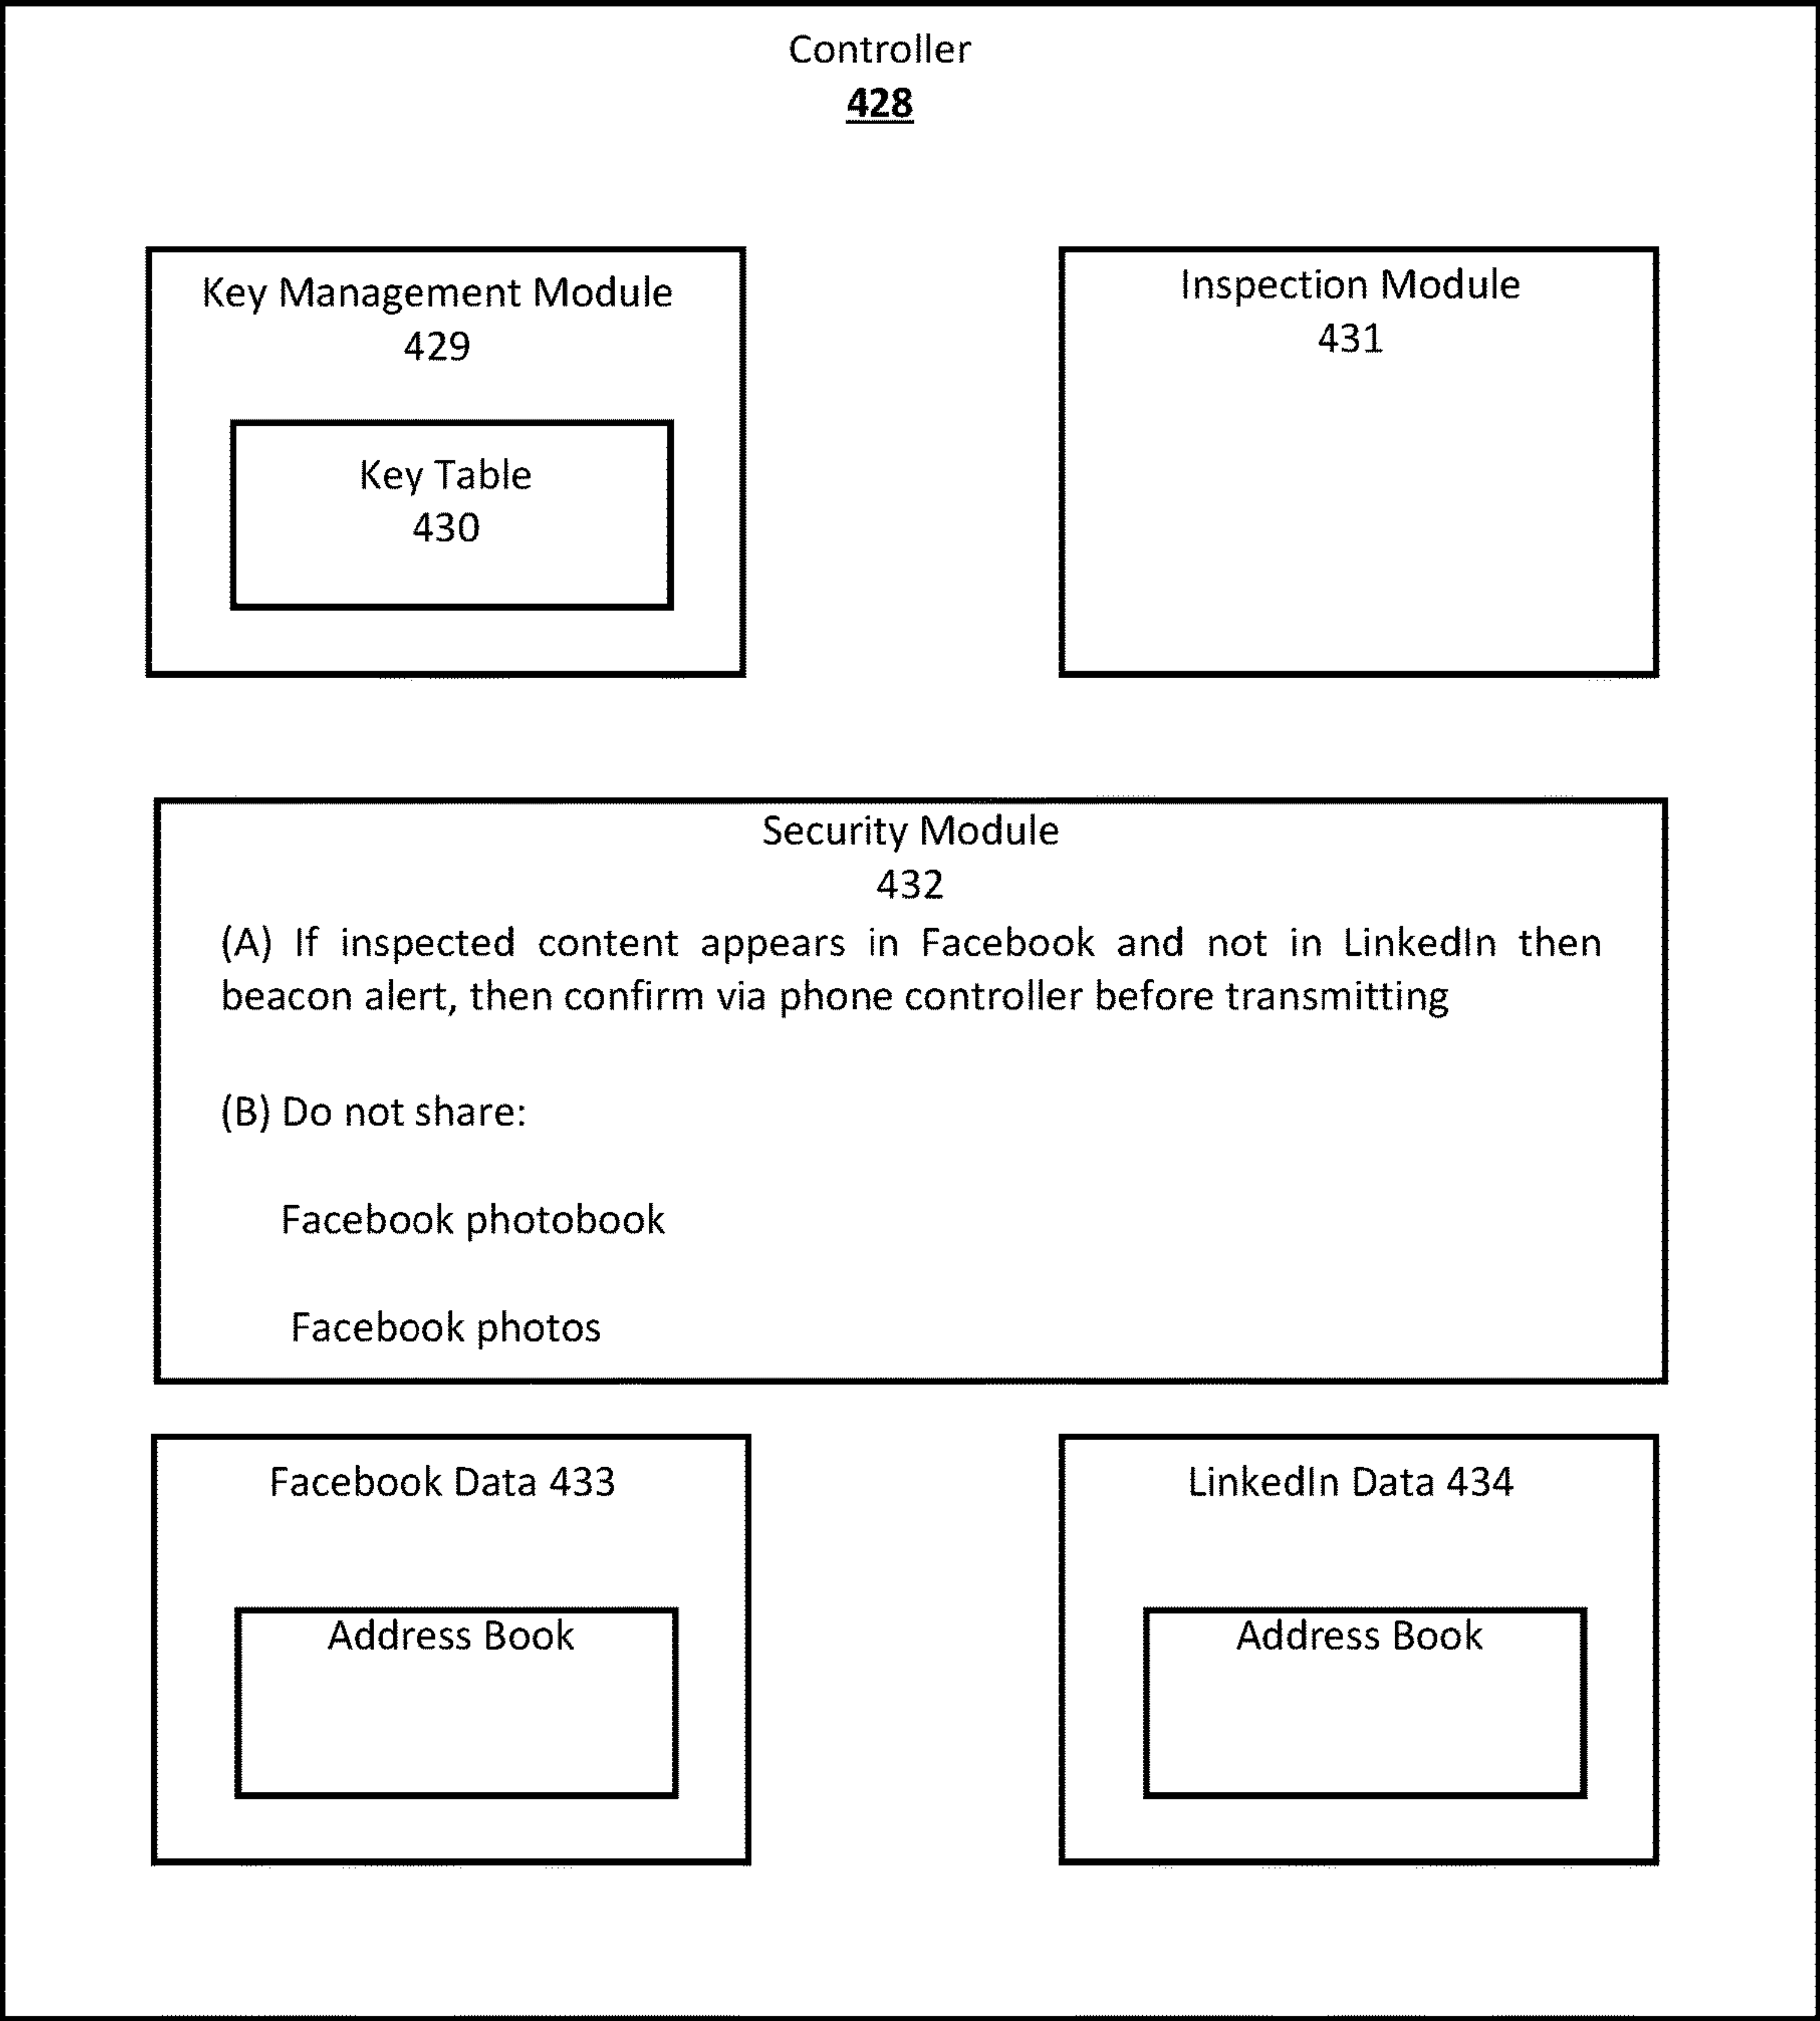 Controller
428
Key Management Module
429
Key Table
430
Inspection Module
431
Security Module
432
(A) If inspected content appears in Facebook and not in LinkedIn then
beacon alert, then confirm via phone controller before transmitting
(B) Do not share:
Facebook photobook
Facebook photos
Facebook Data 433
Address Book
LinkedIn Data 434
Address Book